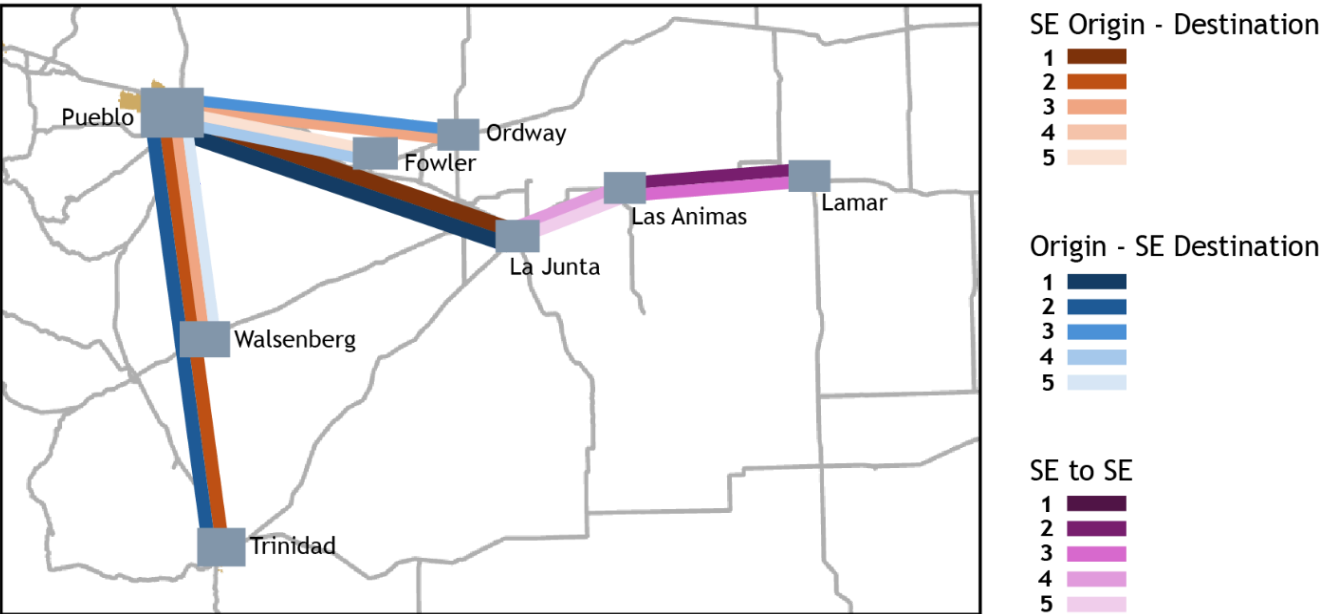 Pueblo
Ordway
Fowler
Las Animas
Lamar
La Junta
Walsenberg
Trinidad
SE Origin - Destination
1
2
3
4
5
Origin - SE Destination
1
2
3
4
5
SE to SE
1
2
3
4
5